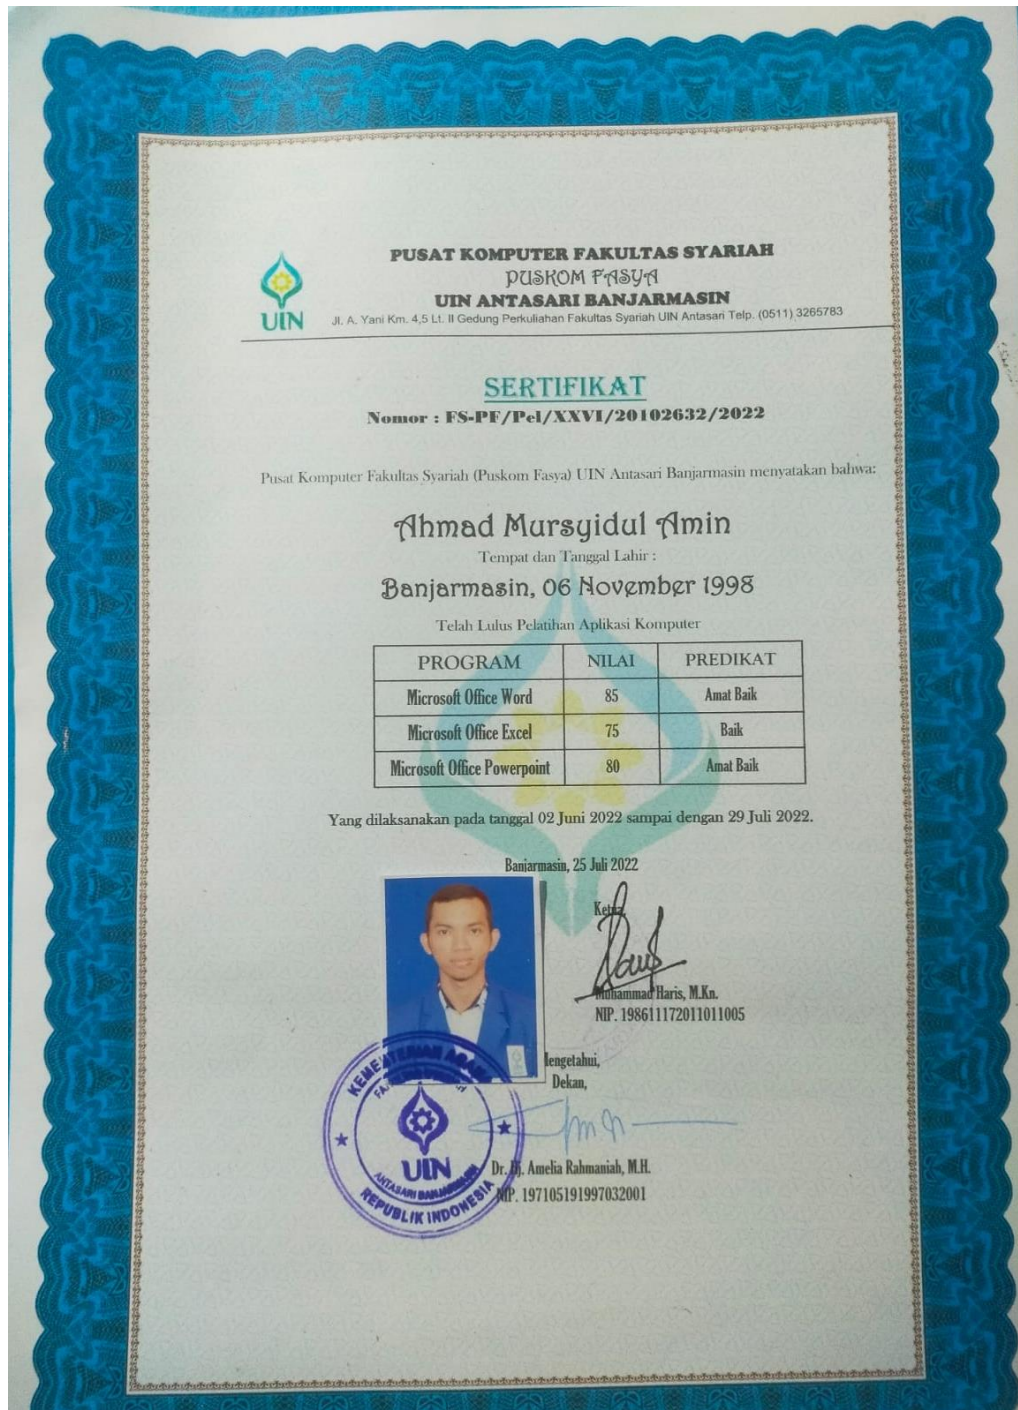 PUSAT KOMPUTER FAKULTAS SYARIAH
PUSKOM FASYA
UIN ANTASARI BANJARMASIN
Jl. A. Yani Km. 4,5 Lt. II Gedung Perkuliahan Fakultas Syariah UIN Antasari Telp. (0511) 3265783
UIN
SERTIFIKAT
Nomor : FS-PF/Pel/XXVI/20102632/2022
Pusat Komputer Fakultas Syariah (Puskom Fasya) UIN Antasari Banjarmasin menyatakan bahwa:
Ahmad Mursyidul Amin
Tempat dan Tanggal Lahir :
Banjarmasin, 06 November 1998
Telah Lulus Pelatihan Aplikasi Komputer
PROGRAM NILAI PREDIKAT
Microsoft Office Word 85 Amat Baik
Microsoft Office Excel 75 Baik
Microsoft Office Powerpoint 80 Amat Baik
Yang dilaksanakan pada tanggal 02 Juni 2022 sampai dengan 29 Juli 2022.
Banjarmasin, 25 Juli 2022
Ketua,
Muhammad Haris, M.Kn.
NIP. 198611172011011005
Mengetahui,
Dekan,
Dr. Hj. Amelia Rahmaniah, M.H.
NIP. 197105191997032001
KEMENTERIAN AGAMA
UIN
ANTASARI BANJARMASIN
REPUBLIK INDONESIA